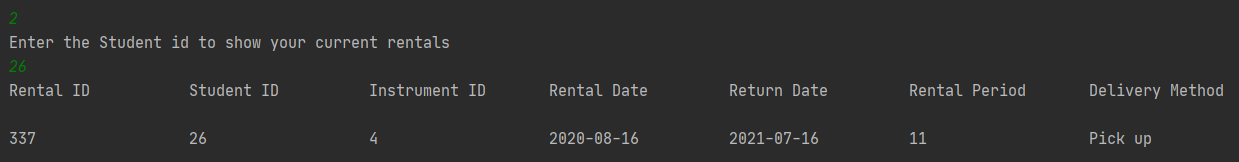 2
Enter the Student id to show your current rentals
26
Rental ID Student ID Instrument ID Rental Date Return Date Rental Period Delivery Method
337 26 4 2020-08-16 2021-07-16 11 Pick up